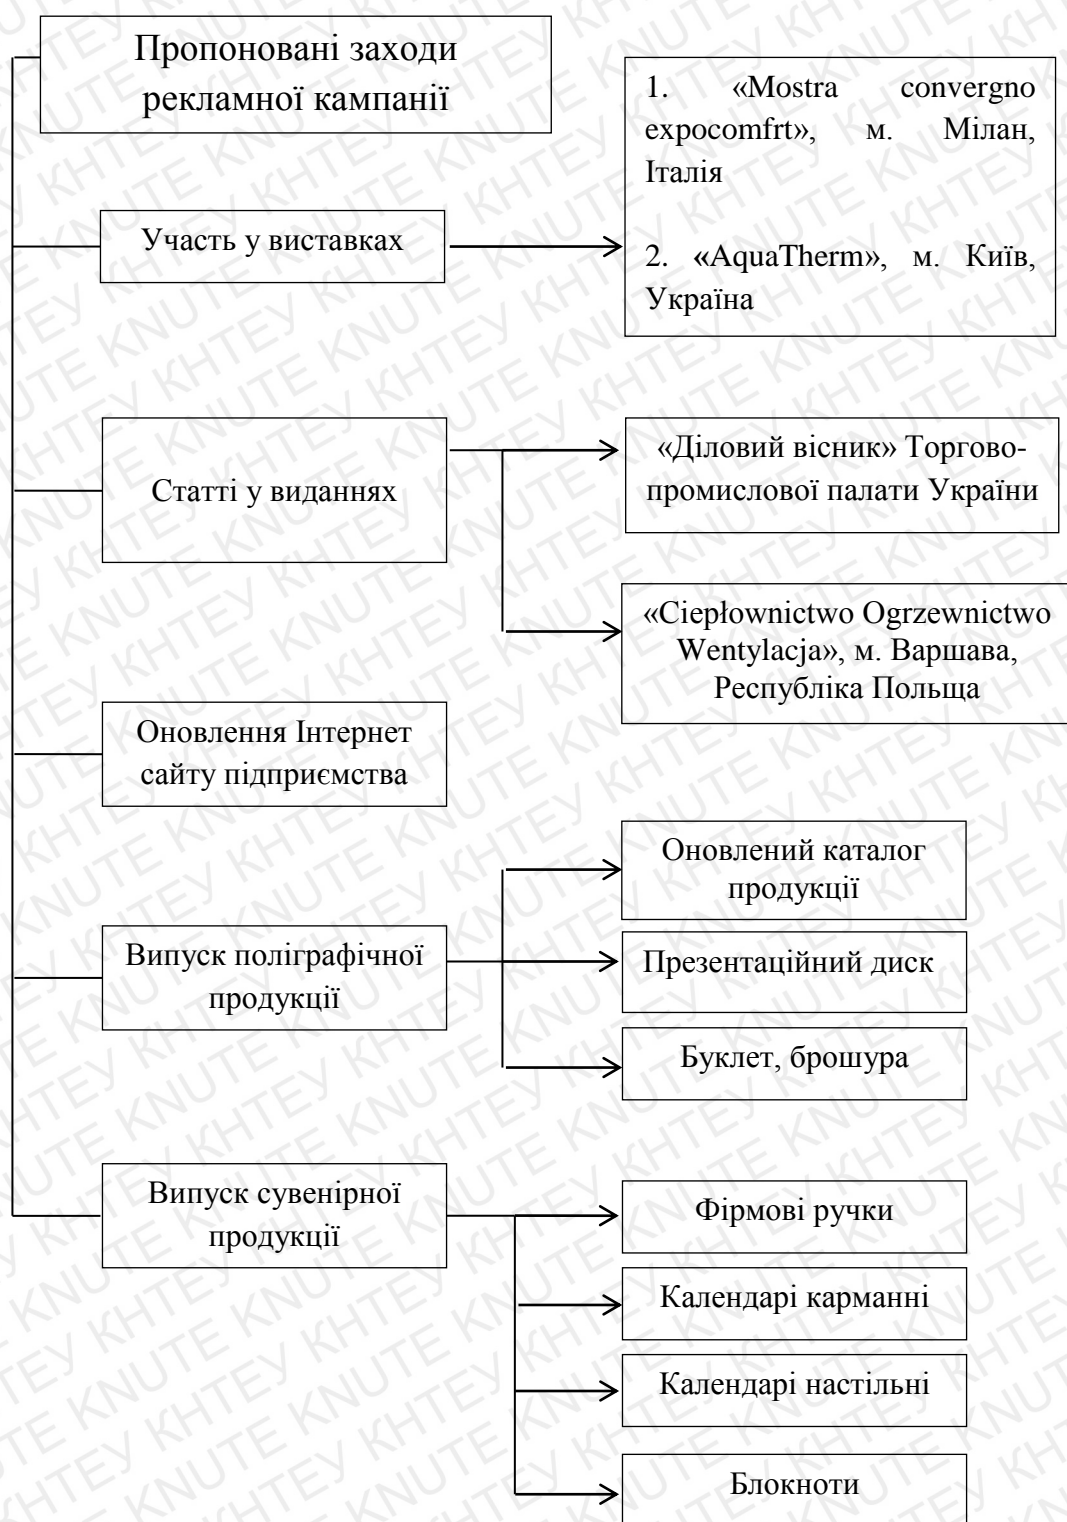 Пропоновані заходи
рекламної кампанії
1. «Mostra convergno
expocomfrt», м. Мілан,
Італія
2. «AquaTherm», м. Київ,
Україна
Участь у виставках
Статті у виданнях
«Діловий вісник» Торгово-
промислової палати України
«Ciepłownictwo Ogrzewnictwo
Wentylacja», м. Варшава,
Республіка Польща
Оновлення Інтернет
сайту підприємства
Випуск поліграфічної
продукції
Оновлений каталог
продукції
Презентаційний диск
Буклет, брошура
Випуск сувенірної
продукції
Фірмові ручки
Календарі карманні
Календарі настільні
Блокноти